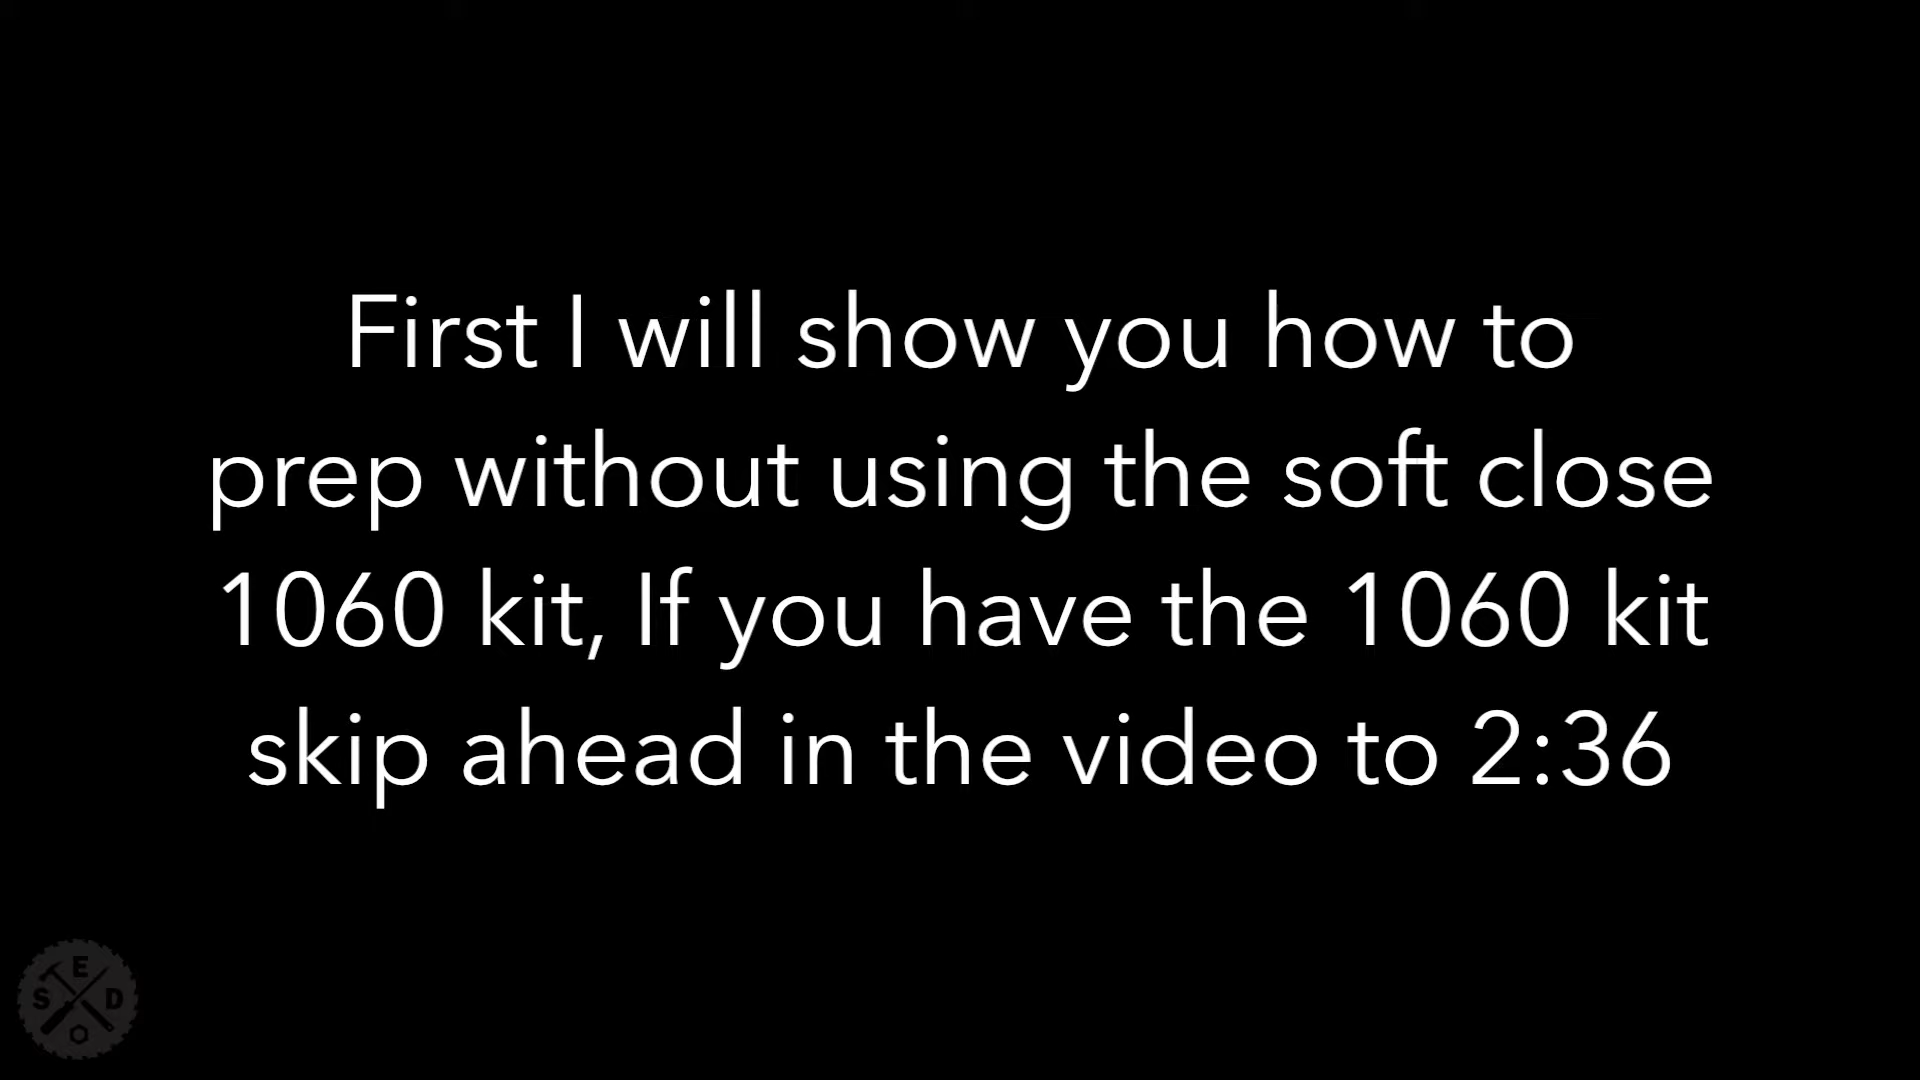 First I will show you how to
prep without using the soft close
1060 kit, If you have the 1060 kit
skip ahead in the video to 2:36
E
S D